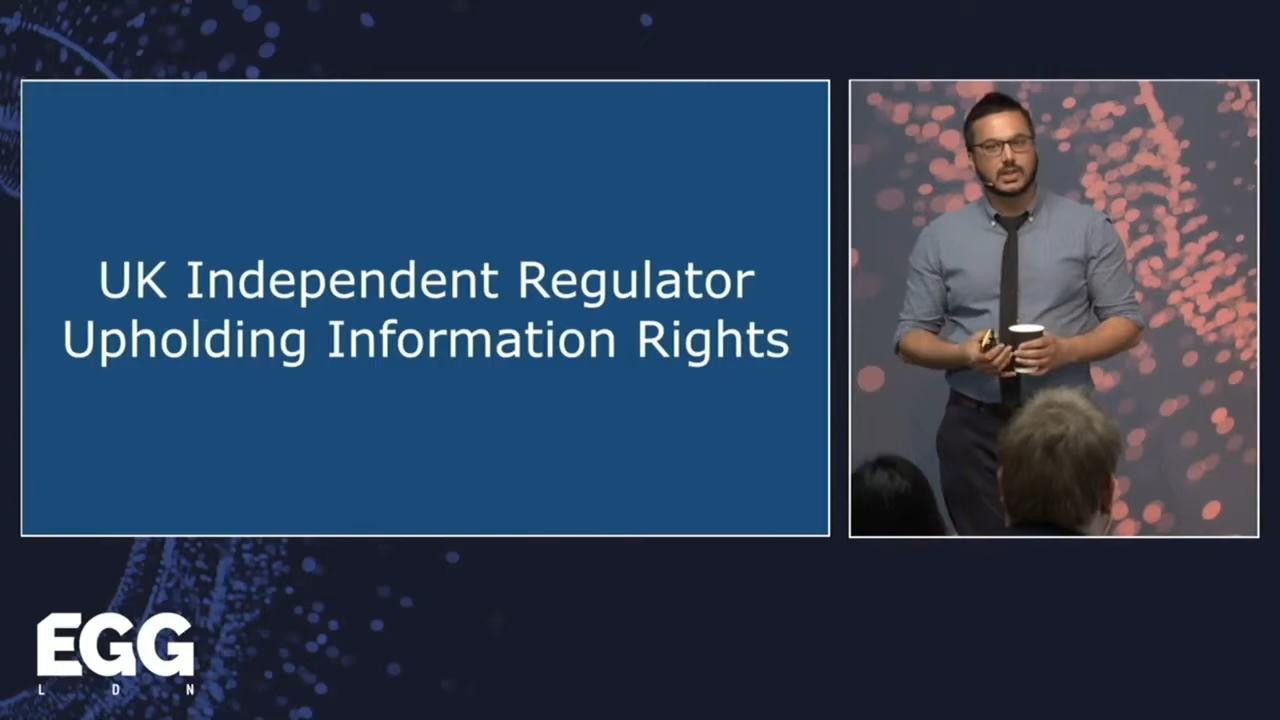 UK Independent Regulator
Upholding Information Rights
EGG
L D N